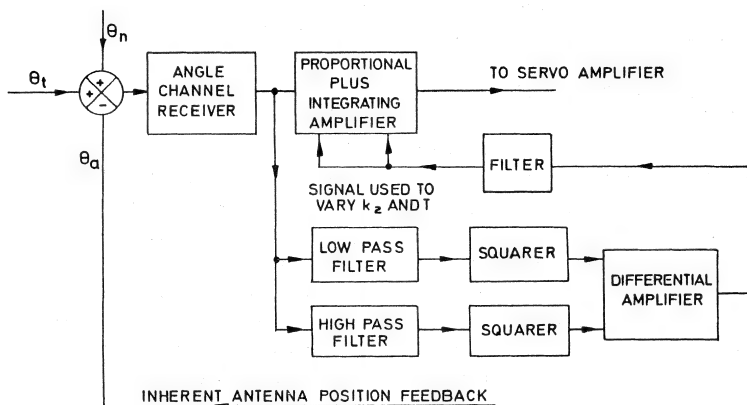 θn
θt
+
+
−
θa
ANGLE
CHANNEL
RECEIVER
PROPORTIONAL
PLUS
INTEGRATING
AMPLIFIER
TO SERVO AMPLIFIER
FILTER
SIGNAL USED TO
VARY k2 AND T
LOW PASS
FILTER
SQUARER
HIGH PASS
FILTER
SQUARER
DIFFERENTIAL
AMPLIFIER
INHERENT ANTENNA POSITION FEEDBACK